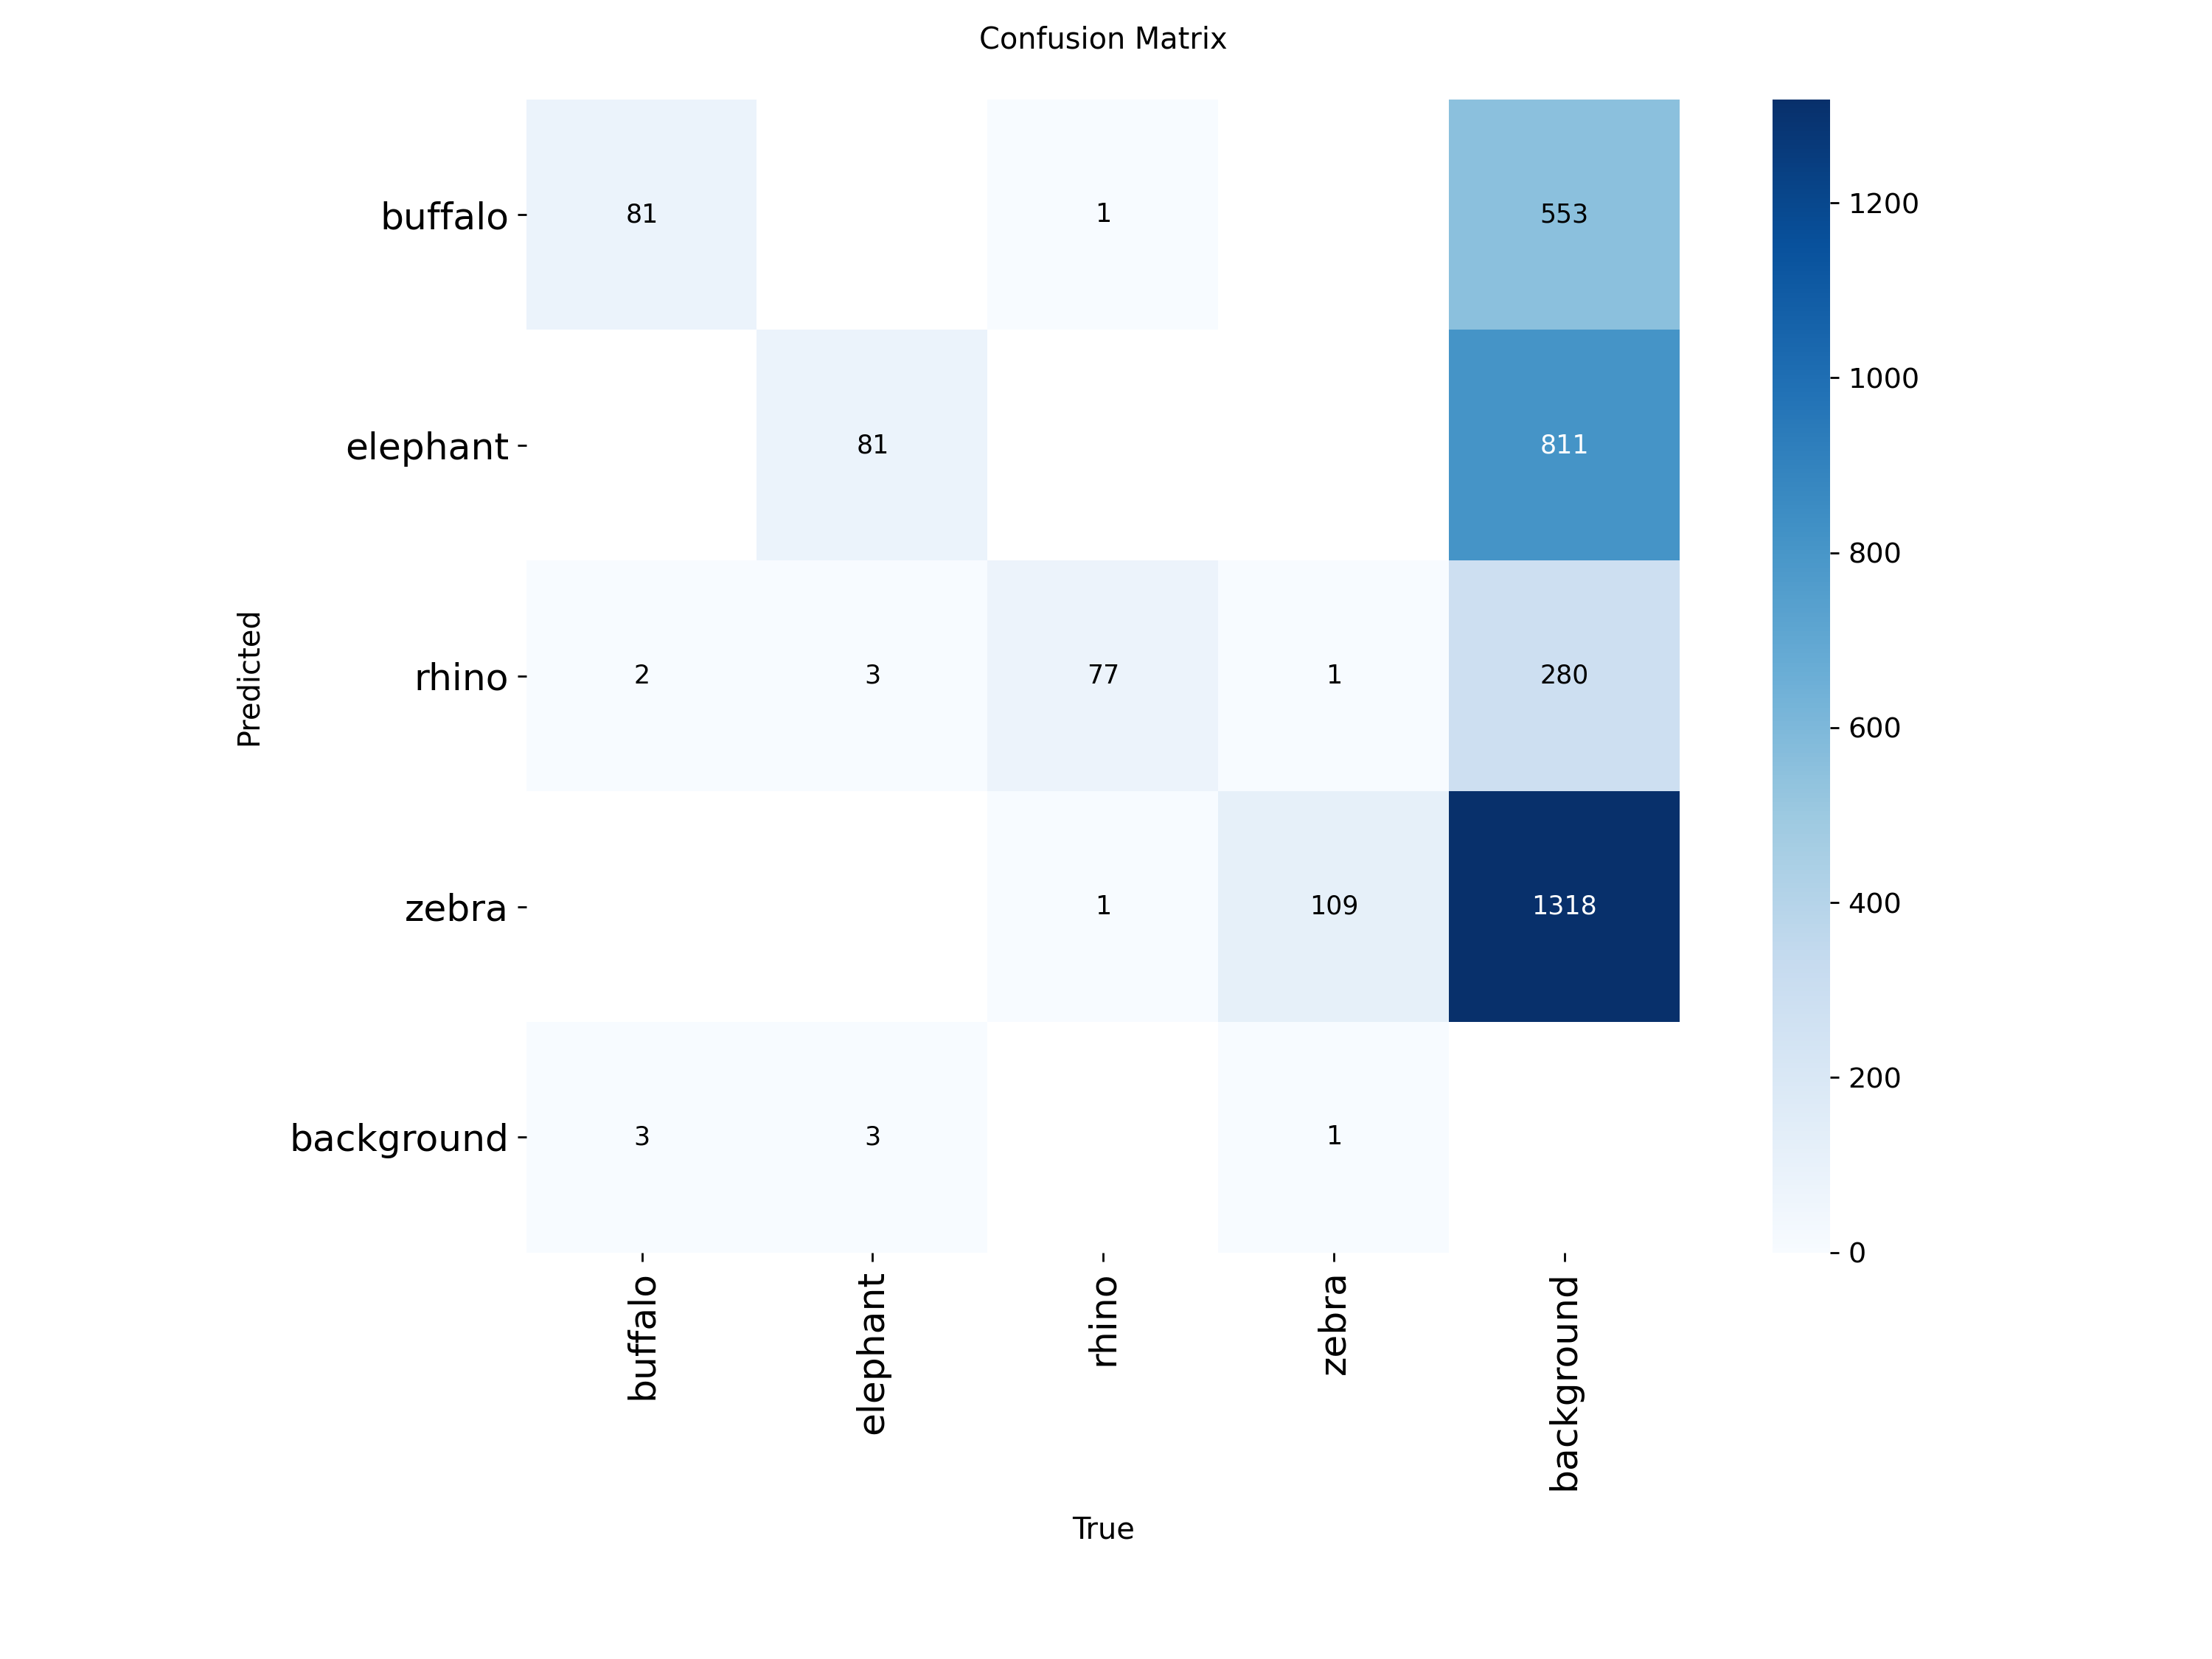 Confusion Matrix
buffalo 81 1 553
elephant 81 811
rhino 2 3 77 1 280
zebra 1 109 1318
background 3 3 1
Predicted
buffalo elephant rhino zebra background
True
1200
1000
800
600
400
200
0